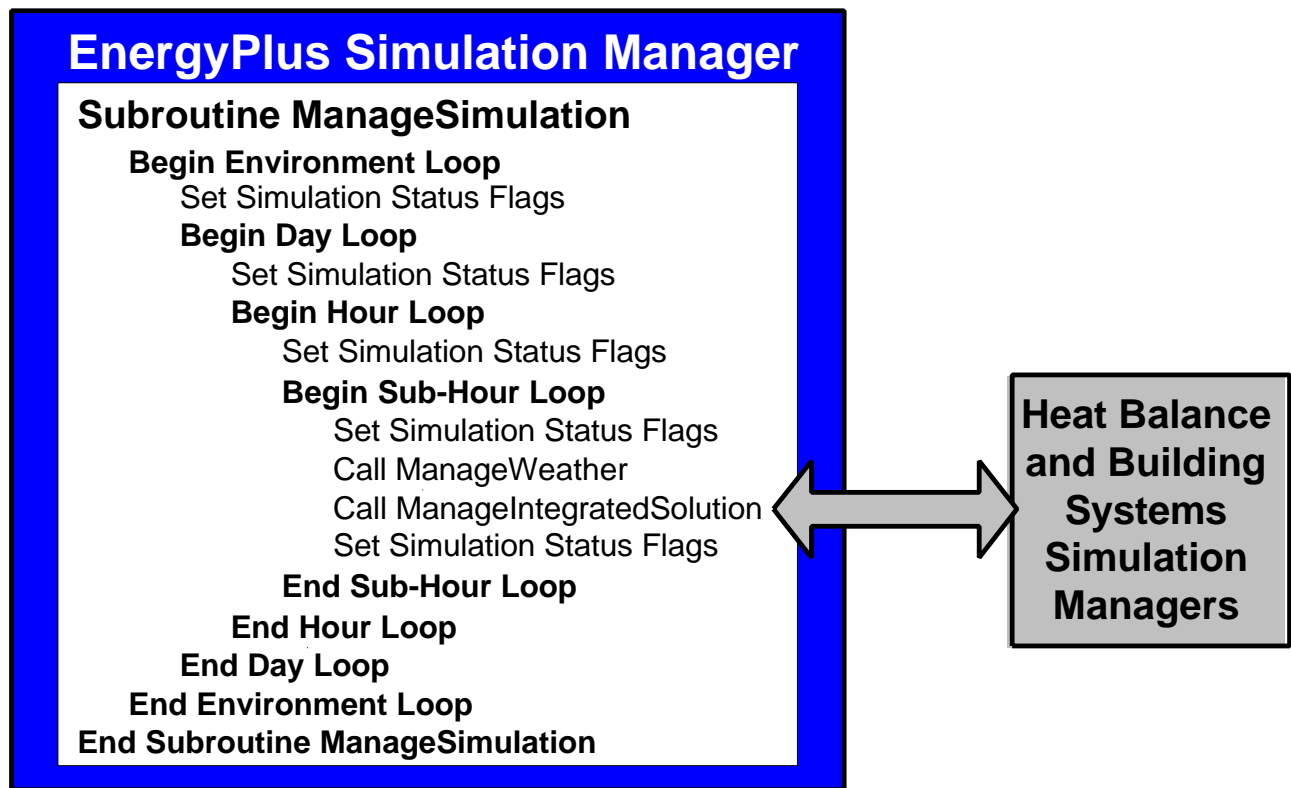 EnergyPlus Simulation Manager
Subroutine ManageSimulation
Begin Environment Loop
Set Simulation Status Flags
Begin Day Loop
Set Simulation Status Flags
Begin Hour Loop
Set Simulation Status Flags
Begin Sub-Hour Loop
Set Simulation Status Flags
Call ManageWeather
Call ManageIntegratedSolution
Set Simulation Status Flags
End Sub-Hour Loop
End Hour Loop
End Day Loop
End Environment Loop
End Subroutine ManageSimulation
Heat Balance
and Building
Systems
Simulation
Managers